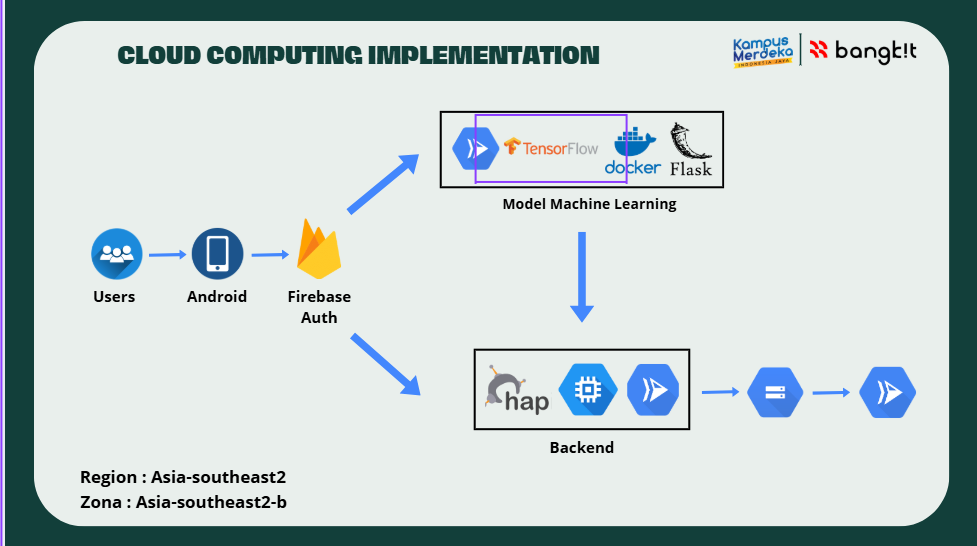 CLOUD COMPUTING IMPLEMENTATION
Kampus
Merdeka
INDONESIA JAYA
bangk!t
TensorFlow
docker
Flask
Model Machine Learning
Users
Android
Firebase
Auth
hap
Backend
Region : Asia-southeast2
Zona : Asia-southeast2-b